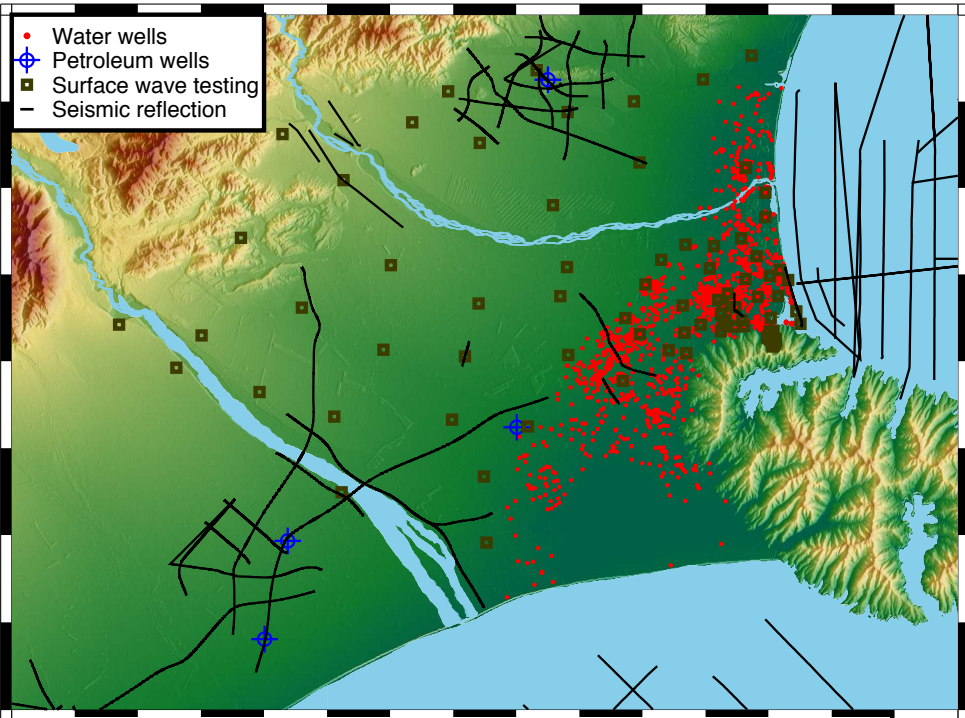 Water wells
Petroleum wells
Surface wave testing
Seismic reflection